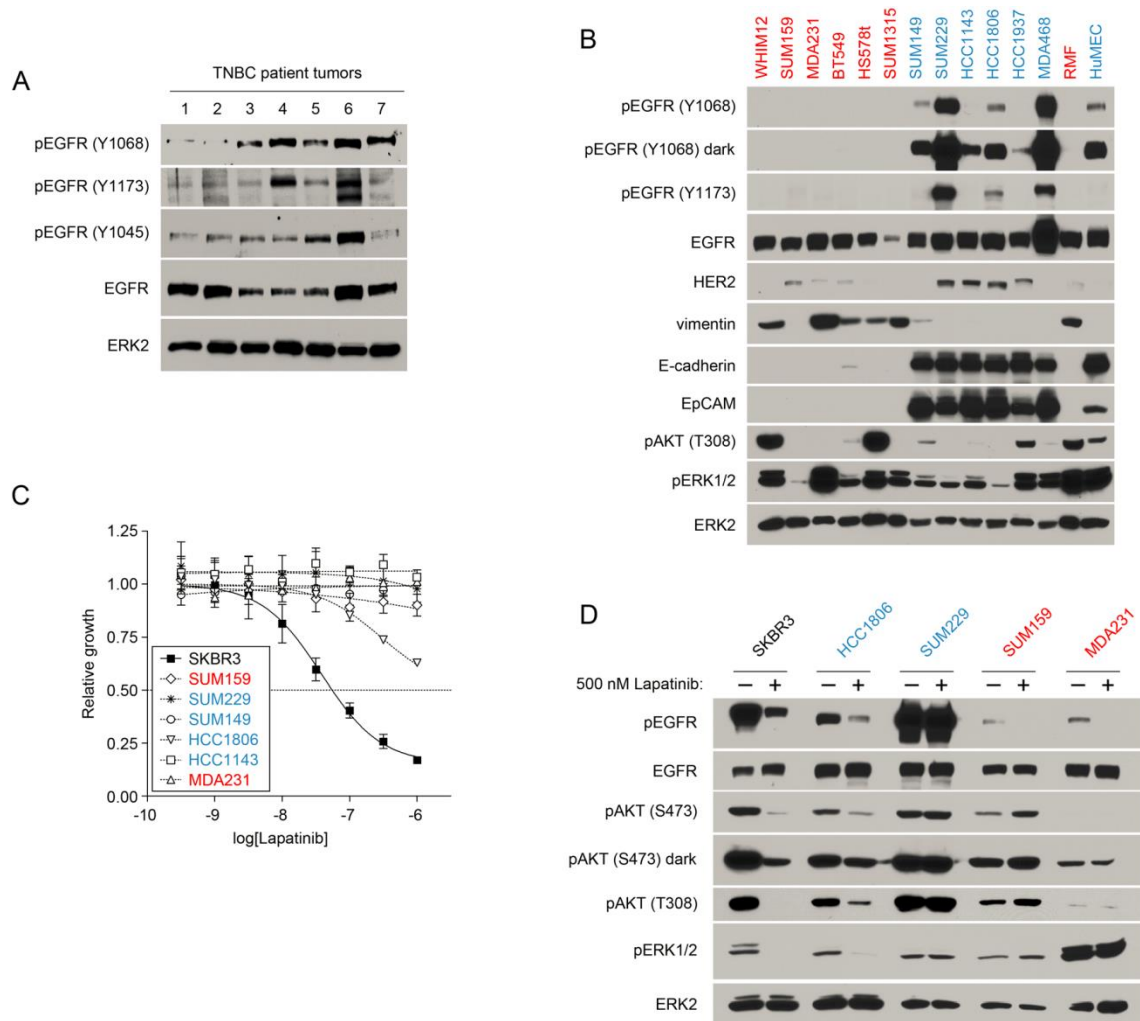 A
TNBC patient tumors
1 2 3 4 5 6 7
pEGFR (Y1068)
pEGFR (Y1173)
pEGFR (Y1045)
EGFR
ERK2
B
WHIM12 SUM159 MDA231 BT549 HS578t SUM1315 SUM149 SUM229 HCC1143 HCC1806 HCC1937 MDA468 RMF HuMEC
pEGFR (Y1068)
pEGFR (Y1068) dark
pEGFR (Y1173)
EGFR
HER2
vimentin
E-cadherin
EpCAM
pAKT (T308)
pERK1/2
ERK2
C
Relative growth
1.25
1.00
0.75
0.50
0.25
0.00
SKBR3
SUM159
SUM229
SUM149
HCC1806
HCC1143
MDA231
-10 -9 -8 -7 -6
log[Lapatinib]
D
SKBR3 HCC1806 SUM229 SUM159 MDA231
500 nM Lapatinib: − + − + − + − + − +
pEGFR
EGFR
pAKT (S473)
pAKT (S473) dark
pAKT (T308)
pERK1/2
ERK2